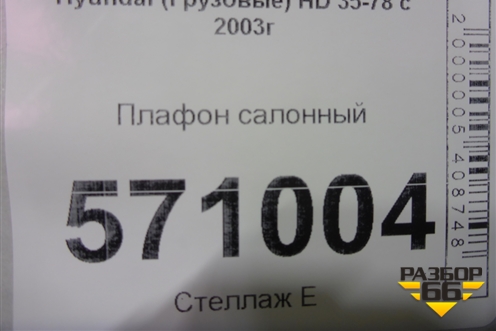 Hyundai (Грузовые) HD 35-78 с
2003г
Плафон салонный
571004
Стеллаж Е
2000005408748
РАЗБОР
66